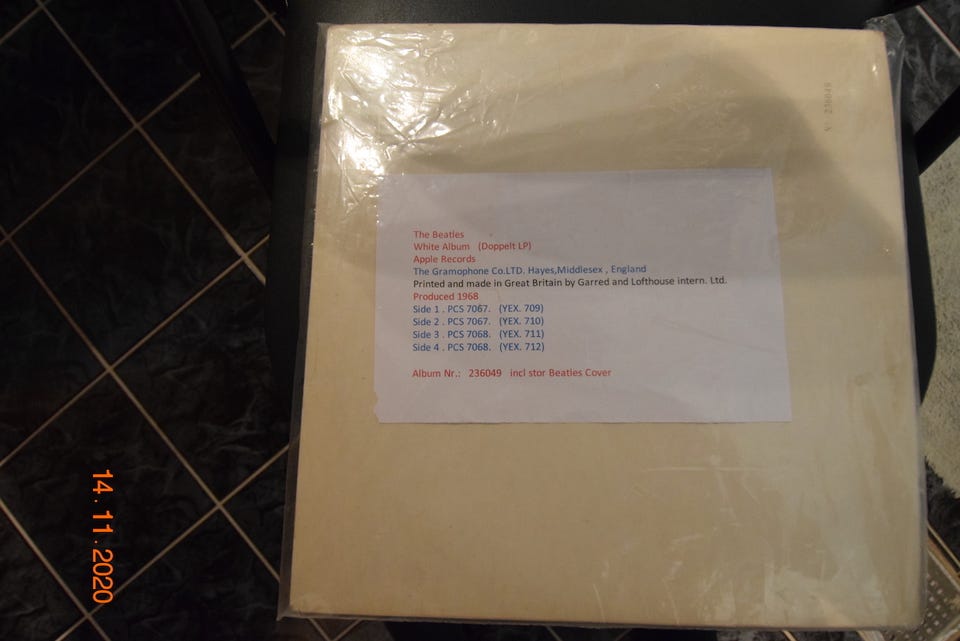 The Beatles
White Album (Doppelt LP)
Apple Records
The Gramophone Co.LTD. Hayes,Middlesex , England
Printed and made in Great Britain by Garred and Lofthouse intern. Ltd.
Produced 1968
Side 1 . PCS 7067. (YEX. 709)
Side 2 . PCS 7067. (YEX. 710)
Side 3 . PCS 7068. (YEX. 711)
Side 4 . PCS 7068. (YEX. 712)
Album Nr.: 236049 incl stor Beatles Cover
No 236049
14.11.2020